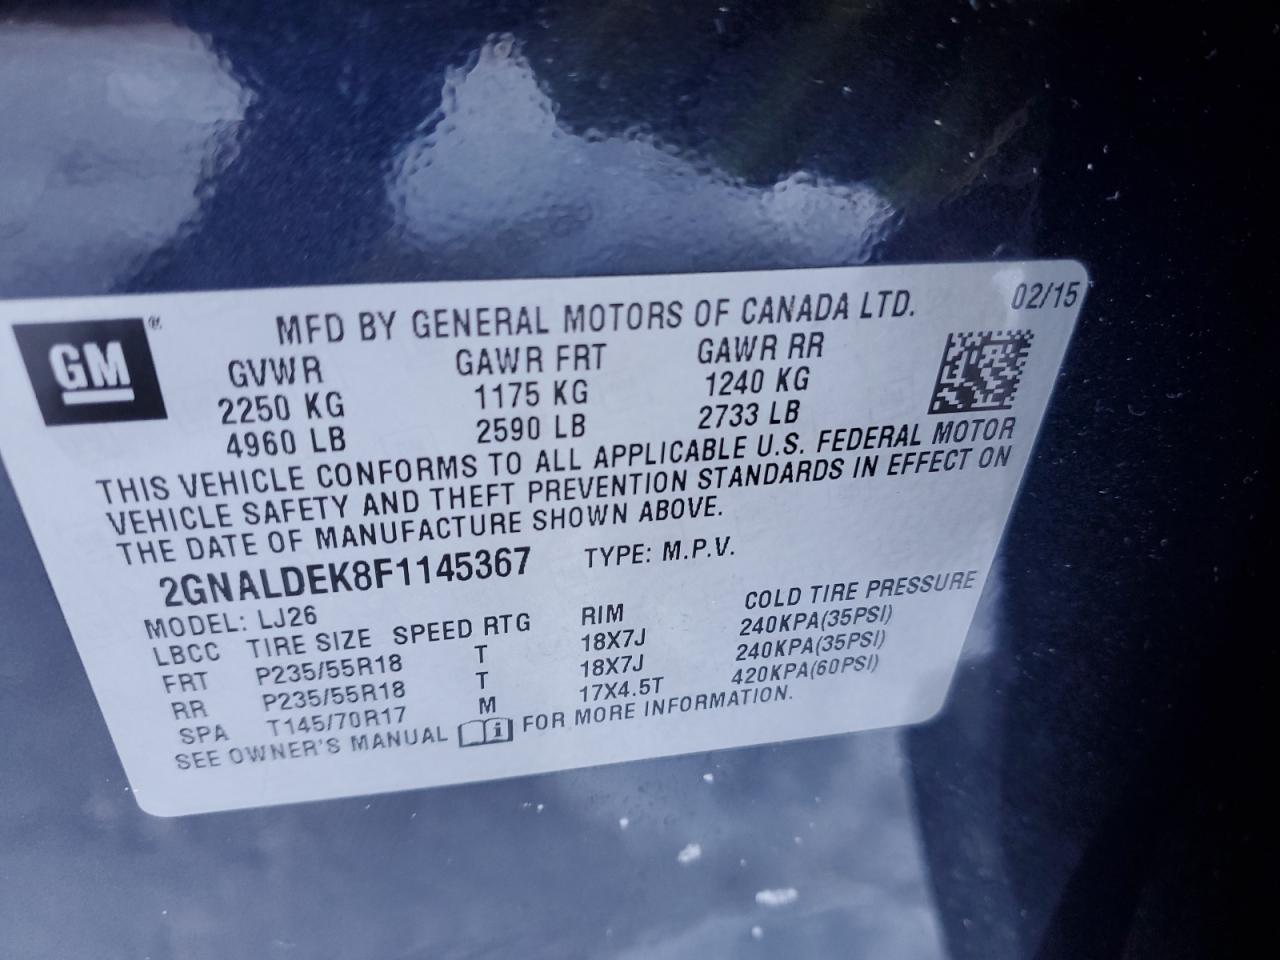 GM®
MFD BY GENERAL MOTORS OF CANADA LTD. 02/15
GVWR GAWR FRT GAWR RR
2250 KG 1175 KG 1240 KG
4960 LB 2590 LB 2733 LB
THIS VEHICLE CONFORMS TO ALL APPLICABLE U.S. FEDERAL MOTOR
VEHICLE SAFETY AND THEFT PREVENTION STANDARDS IN EFFECT ON
THE DATE OF MANUFACTURE SHOWN ABOVE.
2GNALDEK8F1145367 TYPE: M.P.V.
MODEL: LJ26
LBCC TIRE SIZE SPEED RTG RIM COLD TIRE PRESSURE
FRT P235/55R18 T 18X7J 240KPA(35PSI)
RR P235/55R18 T 18X7J 240KPA(35PSI)
SPA T145/70R17 M 17X4.5T 420KPA(60PSI)
SEE OWNER'S MANUAL i FOR MORE INFORMATION.